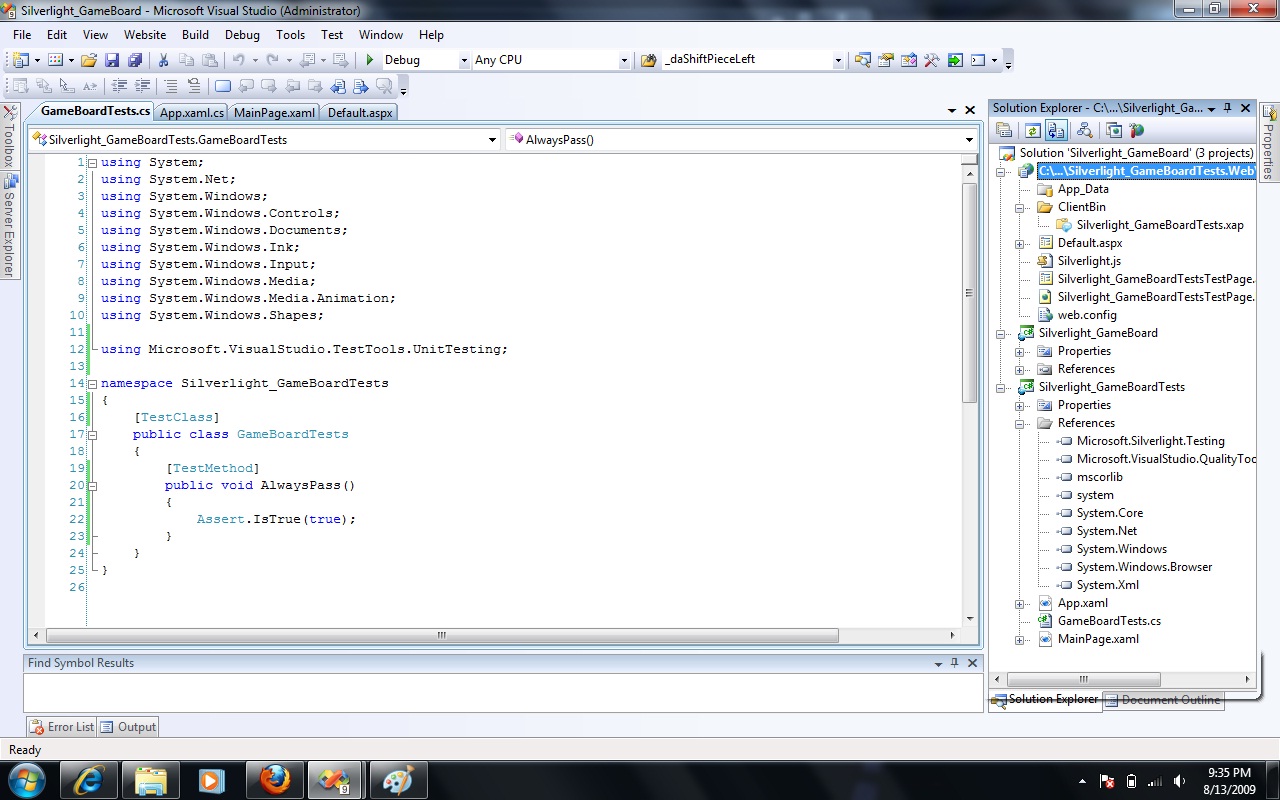 Silverlight_GameBoard - Microsoft Visual Studio (Administrator)
File Edit View Website Build Debug Tools Test Window Help
Debug Any CPU _daShiftPieceLeft
GameBoardTests.cs App.xaml.cs MainPage.xaml Default.aspx
Silverlight_GameBoardTests.GameBoardTests AlwaysPass()
Toolbox
Server Explorer
1 using System;
2 using System.Net;
3 using System.Windows;
4 using System.Windows.Controls;
5 using System.Windows.Documents;
6 using System.Windows.Ink;
7 using System.Windows.Input;
8 using System.Windows.Media;
9 using System.Windows.Media.Animation;
10 using System.Windows.Shapes;
11
12 using Microsoft.VisualStudio.TestTools.UnitTesting;
13
14 namespace Silverlight_GameBoardTests
15 {
16 [TestClass]
17 public class GameBoardTests
18 {
19 [TestMethod]
20 public void AlwaysPass()
21 {
22 Assert.IsTrue(true);
23 }
24 }
25 }
26
Find Symbol Results
Error List Output
Ready
Solution Explorer - C:\...\Silverlight_Ga...
Solution 'Silverlight_GameBoard' (3 projects)
C:\...\Silverlight_GameBoardTests.Web
App_Data
ClientBin
Silverlight_GameBoardTests.xap
Default.aspx
Silverlight.js
Silverlight_GameBoardTestsTestPage.
Silverlight_GameBoardTestsTestPage.
web.config
Silverlight_GameBoard
Properties
References
Silverlight_GameBoardTests
Properties
References
Microsoft.Silverlight.Testing
Microsoft.VisualStudio.QualityToo
mscorlib
system
System.Core
System.Net
System.Windows
System.Windows.Browser
System.Xml
App.xaml
GameBoardTests.cs
MainPage.xaml
Solution Explorer Document Outline
Properties
9:35 PM
8/13/2009